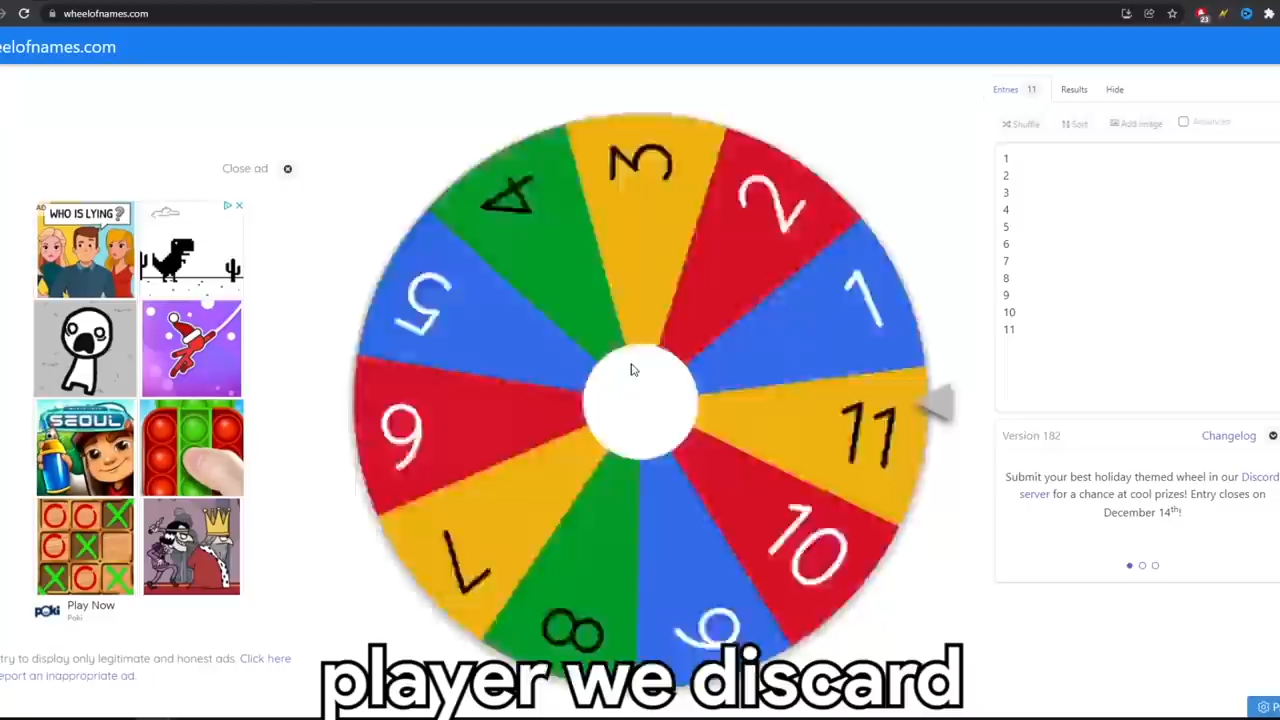 wheelofnames.com
23
eelofnames.com
Entries 11 Results Hide
Shuffle Sort Add image Advanced
1
2
3
4
5
6
7
8
9
10
11
Close ad
AD
WHO IS LYING?
SEOUL
POKI
Play Now
Poki
try to display only legitimate and honest ads. Click here
eport an inappropriate ad.
3
2
4
1
5
11
6
10
7
8
9
Version 182 Changelog
Submit your best holiday themed wheel in our Discord
server for a chance at cool prizes! Entry closes on
December 14th!
P
player we discard